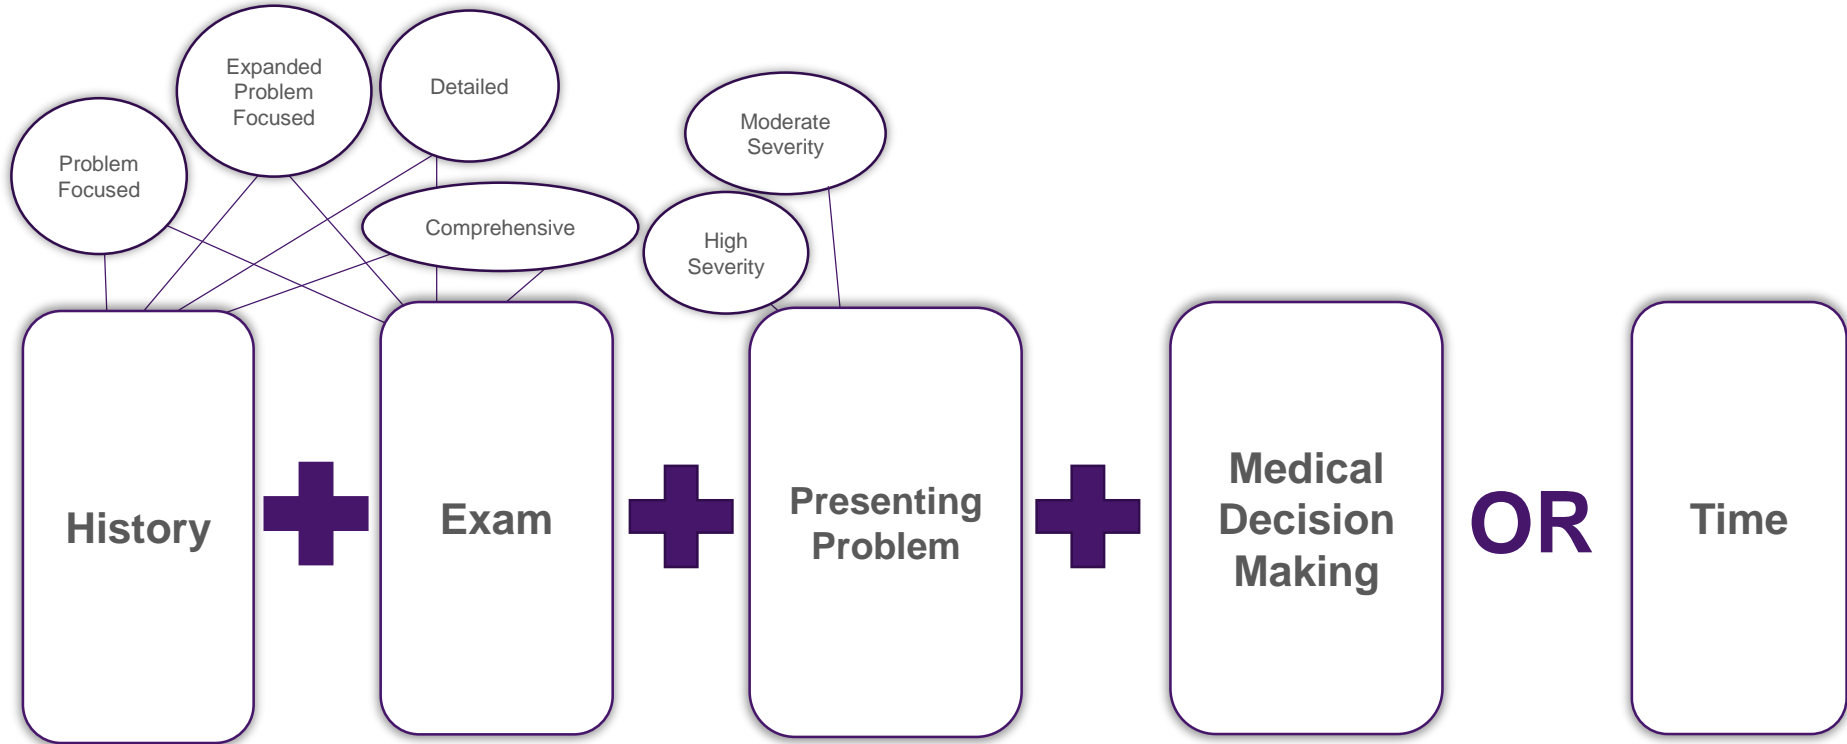 Expanded
Problem
Focused
Detailed
Problem
Focused
Comprehensive
Moderate
Severity
High
Severity
History
Exam
Presenting
Problem
Medical
Decision
Making
OR
Time